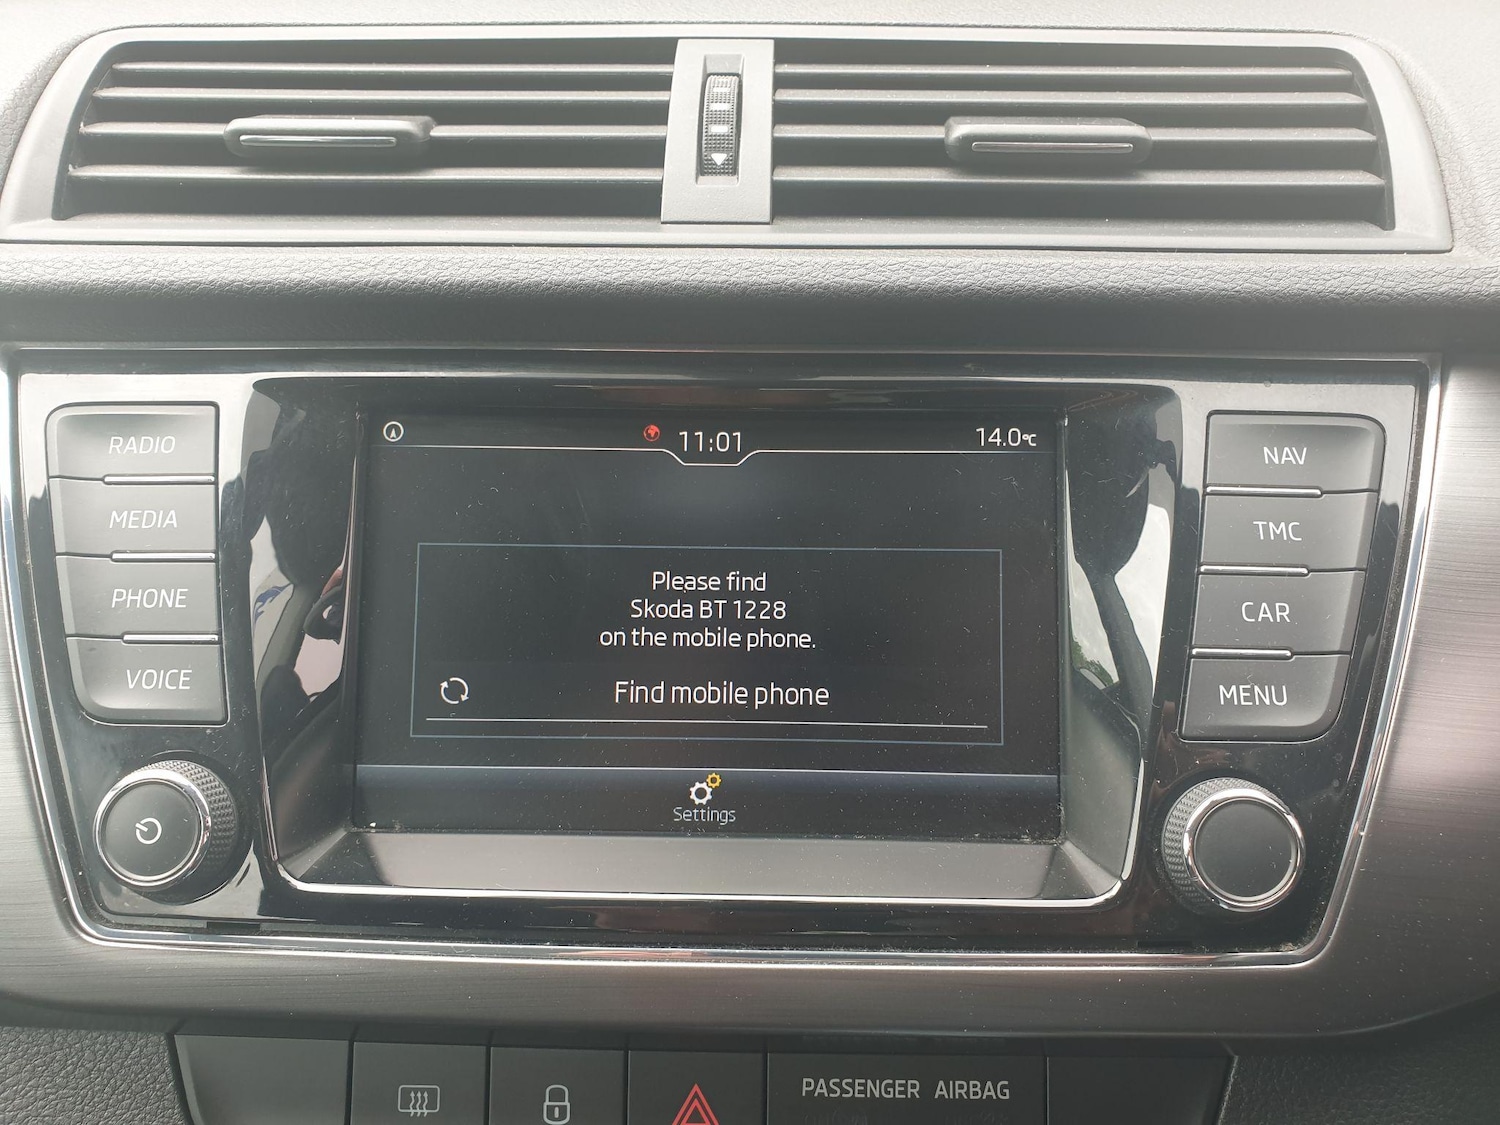 11:01
14.0°C
RADIO
MEDIA
PHONE
VOICE
Please find
Skoda BT 1228
on the mobile phone.
Find mobile phone
Settings
NAV
TMC
CAR
MENU
PASSENGER AIRBAG